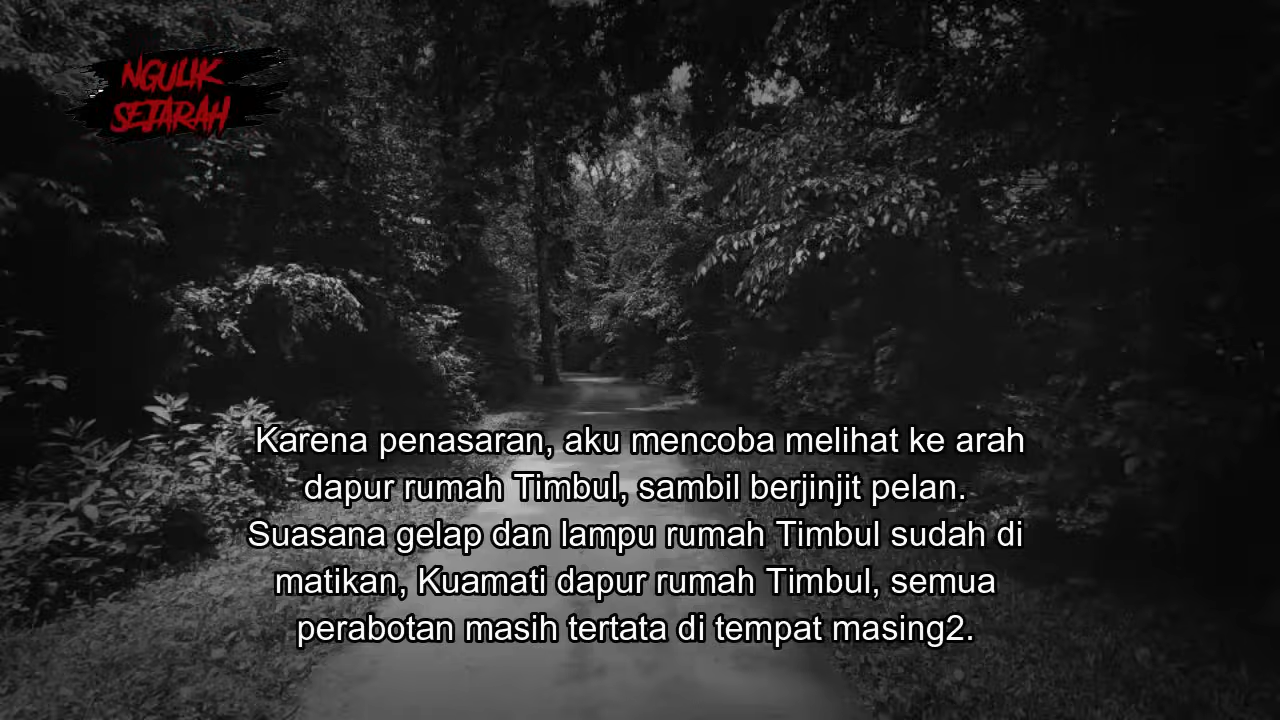 NGULIK
SEJARAH
Karena penasaran, aku mencoba melihat ke arah
dapur rumah Timbul, sambil berjinjit pelan.
Suasana gelap dan lampu rumah Timbul sudah di
matikan, Kuamati dapur rumah Timbul, semua
perabotan masih tertata di tempat masing2.